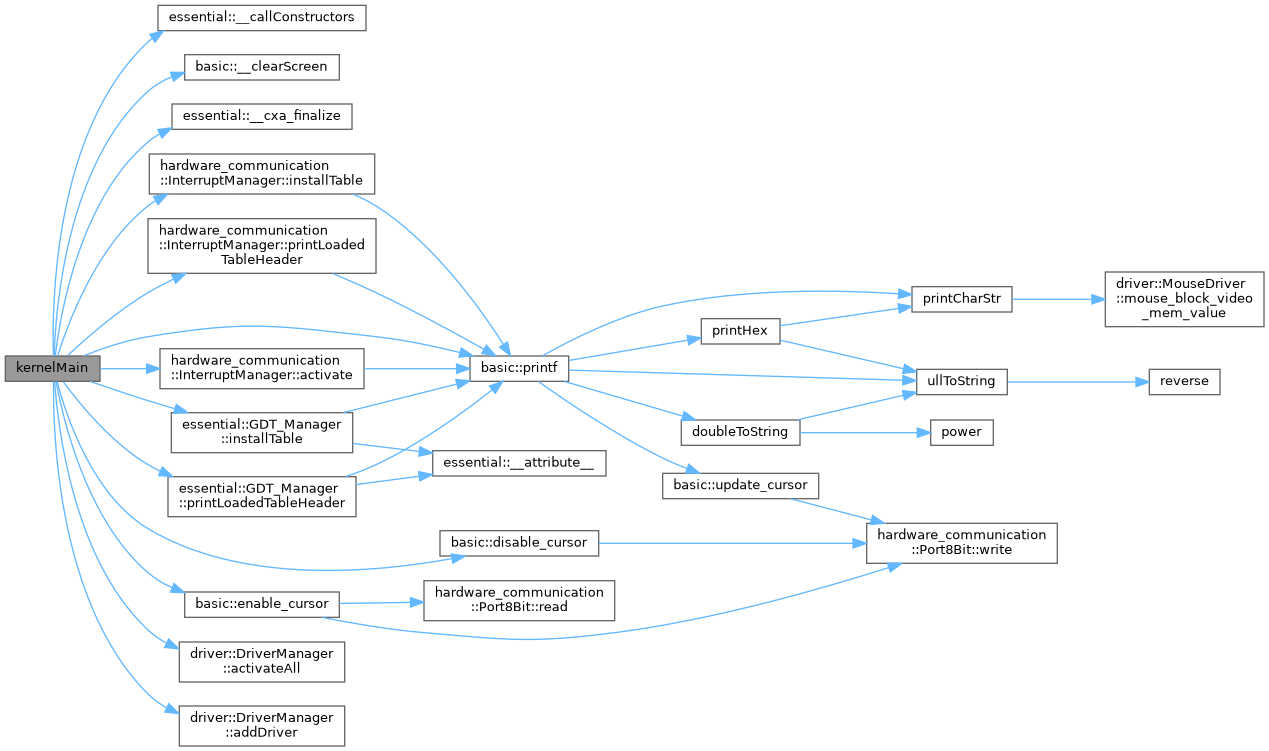 essential::__callConstructors
basic::__clearScreen
essential::__cxa_finalize
hardware_communication
::InterruptManager::installTable
hardware_communication
::InterruptManager::printLoaded
TableHeader
kernelMain
hardware_communication
::InterruptManager::activate
essential::GDT_Manager
::installTable
essential::GDT_Manager
::printLoadedTableHeader
basic::enable_cursor
driver::DriverManager
::activateAll
driver::DriverManager
::addDriver
basic::printf
essential::__attribute__
basic::disable_cursor
hardware_communication
::Port8Bit::read
printHex
doubleToString
basic::update_cursor
printCharStr
ullToString
power
hardware_communication
::Port8Bit::write
driver::MouseDriver
::mouse_block_video
_mem_value
reverse